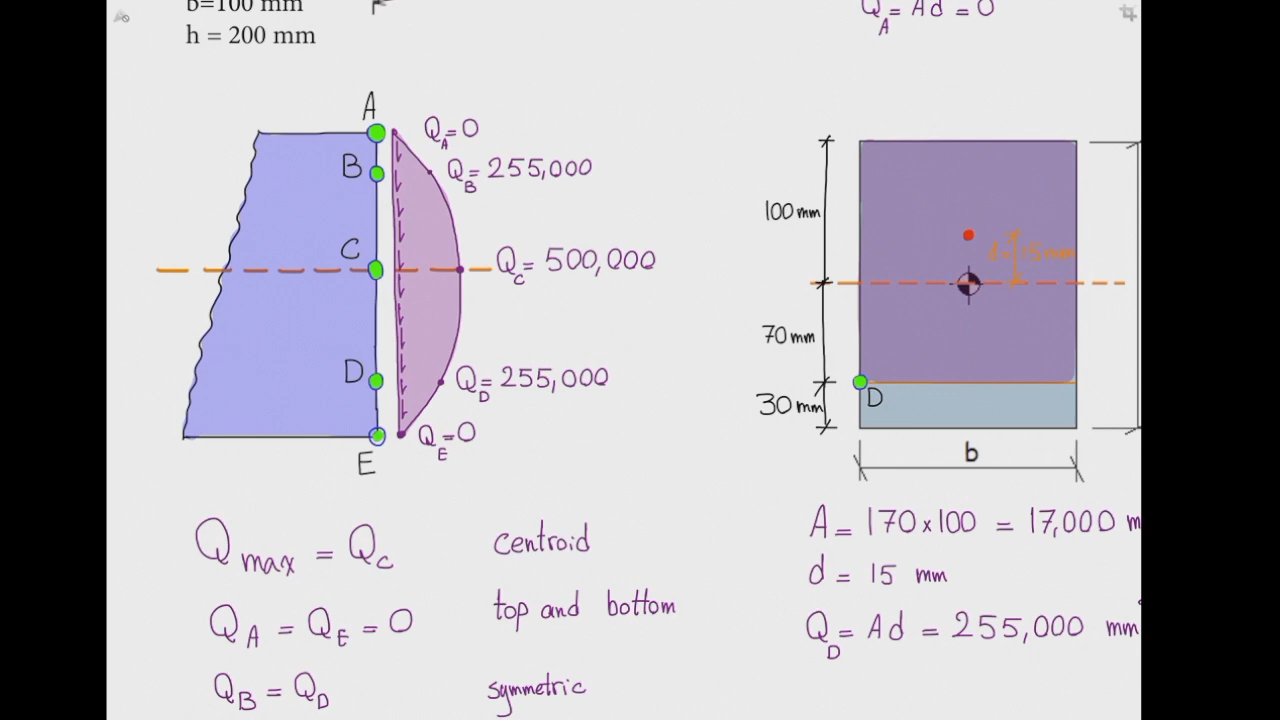 b=100 mm
h = 200 mm
Q_A = Ad = 0
A
Q_A = 0
B
Q_B = 255,000
C
Q_C = 500,000
D
Q_D = 255,000
Q_E = 0
E
100 mm
d = 15 mm
70 mm
D
30 mm
b
Q_max = Q_C centroid
Q_A = Q_E = 0 top and bottom
Q_B = Q_D symmetric
A = 170 x 100 = 17,000 m
d = 15 mm
Q_D = Ad = 255,000 mm